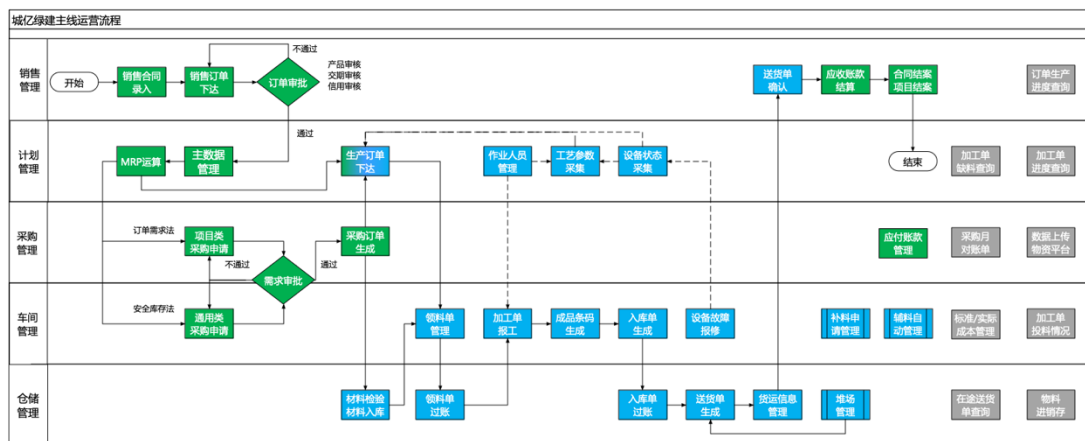 城亿绿建主线运营流程
销售
管理
开始
销售合同
录入
销售订单
下达
不通过
订单审批
产品审核
交期审核
信用审核
通过
送货单
确认
应收账款
结算
合同结案
项目结案
订单生产
进度查询
计划
管理
MRP运算
主数据
管理
生产订单
下达
作业人员
管理
工艺参数
采集
设备状态
采集
结束
加工单
缺料查询
加工单
进度查询
采购
管理
订单需求法
项目类
采购申请
不通过
需求审批
通过
采购订单
生成
应付账款
管理
采购月
对账单
数据上传
物资平台
车间
管理
安全库存法
通用类
采购申请
领料单
管理
加工单
报工
成品条码
生成
入库单
生成
设备故障
报修
补料申
请管理
辅料自
动管理
标准/实际
成本管理
加工单
投料情况
仓储
管理
材料检验
材料入库
领料单
过账
入库单
过账
送货单
生成
货运信息
管理
堆场
管理
在途送货
单查询
物料
进销存